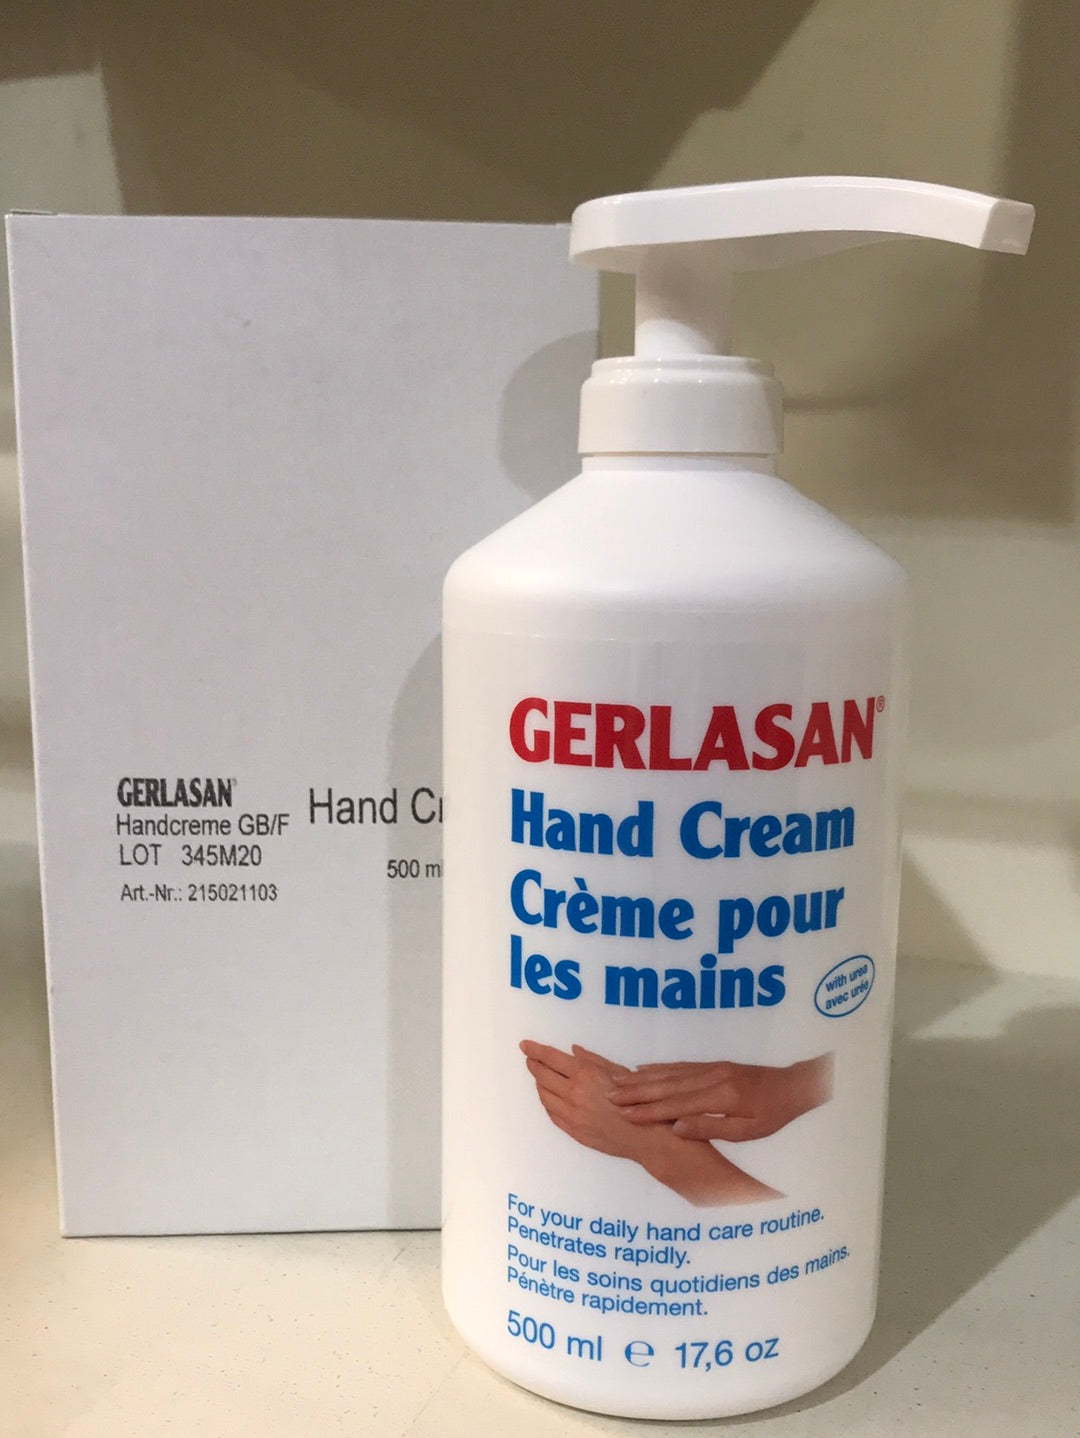 GERLASAN
Handcreme GB/F
LOT 345M20
Art.-Nr.: 215021103
Hand
500 ml
GERLASAN®
Hand Cream
Crème pour
les mains
with urea
avec urée
For your daily hand care routine.
Penetrates rapidly.
Pour les soins quotidiens des mains.
Pénètre rapidement.
500 ml ℮ 17,6 oz